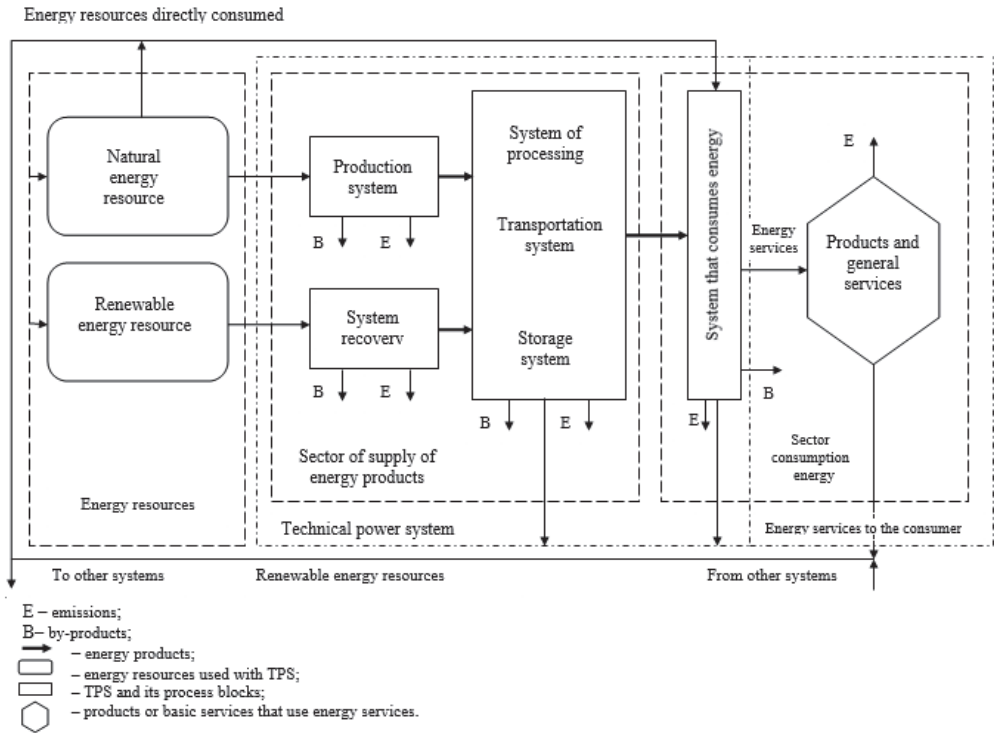 Energy resources directly consumed
Natural
energy
resource
Renewable
energy resource
Energy resources
Production
system
B
E
System
recovery
B
E
System of
processing
Transportation
system
Storage
system
B
E
Sector of supply of
energy products
Technical power system
System that consumes energy
E
B
Energy
services
E
Products and
general
services
Sector
consumption
energy
Energy services to the consumer
To other systems
Renewable energy resources
From other systems
E – emissions;
B– by-products;
– energy products;
– energy resources used with TPS;
– TPS and its process blocks;
– products or basic services that use energy services.